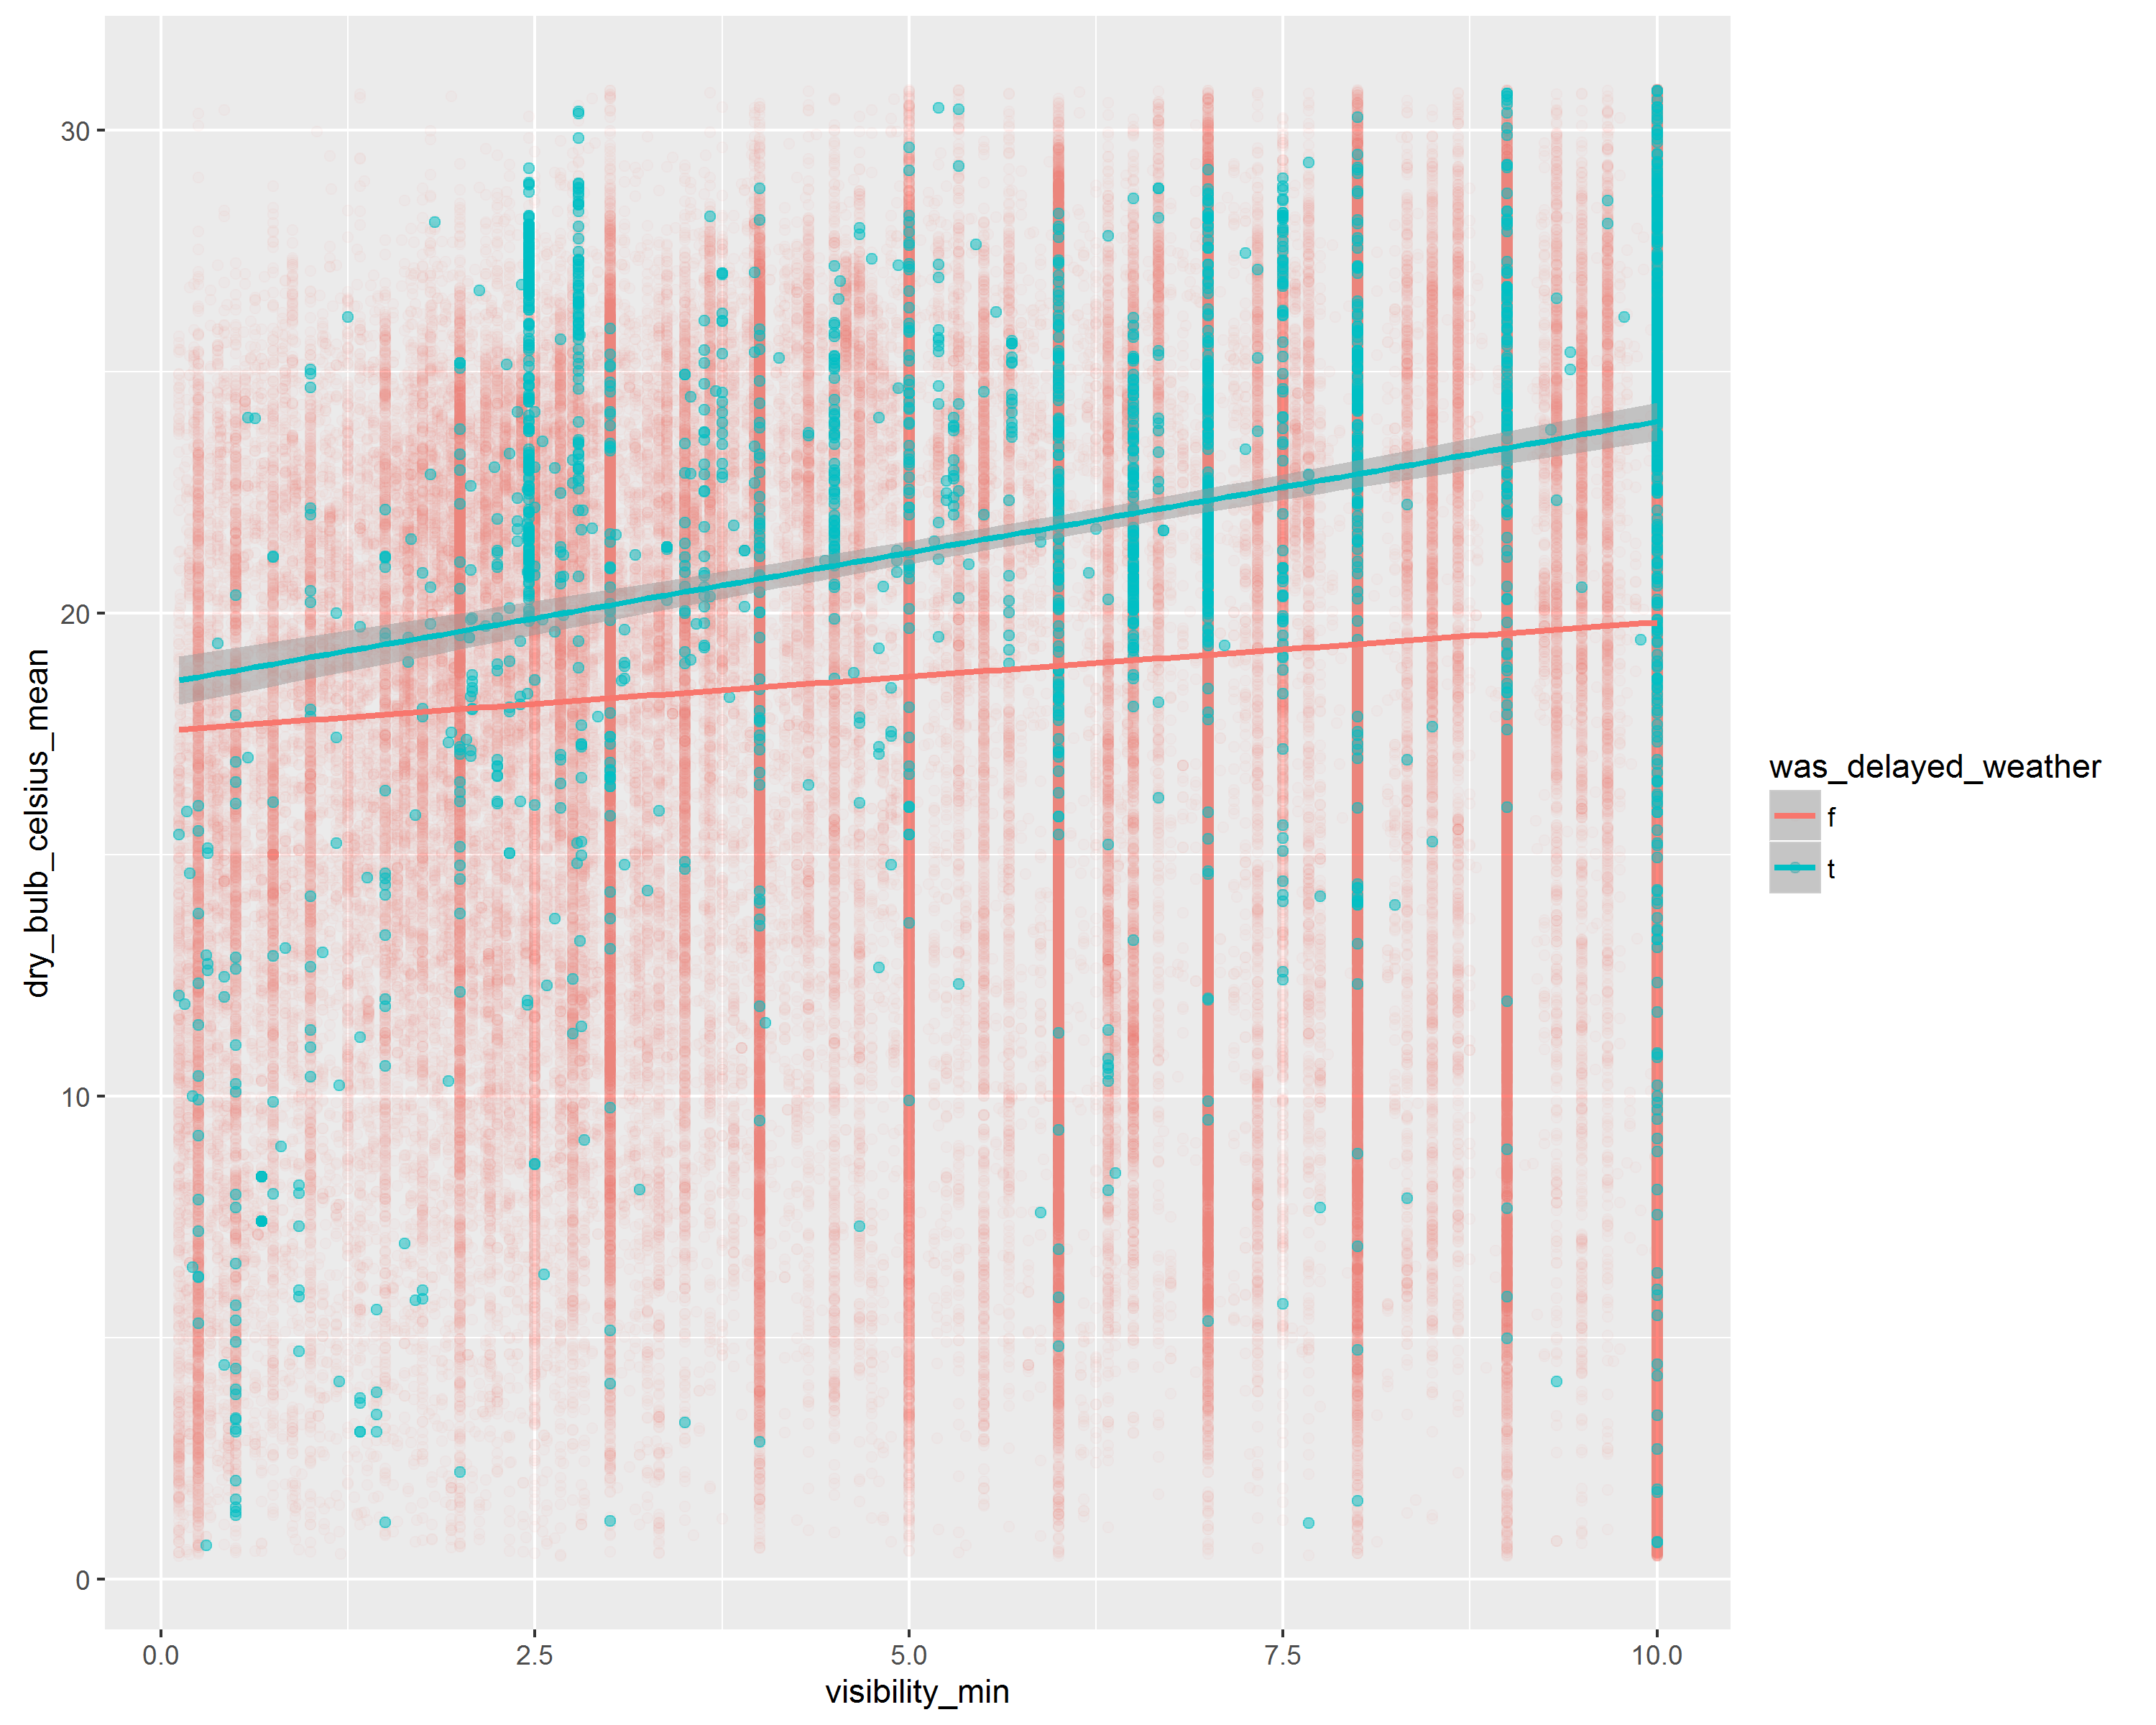 30
20
10
0
dry_bulb_celsius_mean
0.0 2.5 5.0 7.5 10.0
visibility_min
was_delayed_weather
f
t